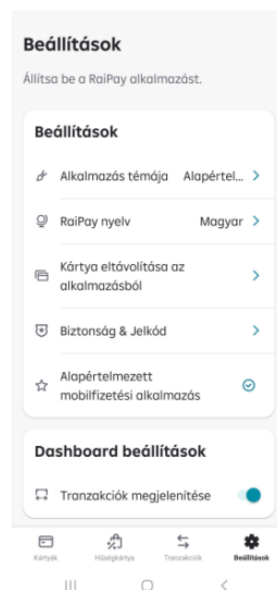 Beállítások
Állítsa be a RaiPay alkalmazást.
Beállítások
Alkalmazás témája Alapértel...
RaiPay nyelv Magyar
Kártya eltávolítása az
alkalmazásból
Biztonság & Jelkód
Alapértelmezett
mobilfizetési alkalmazás
Dashboard beállítások
Tranzakciók megjelenítése
Kártyák Hűségkártya Tranzakciók Beállítások